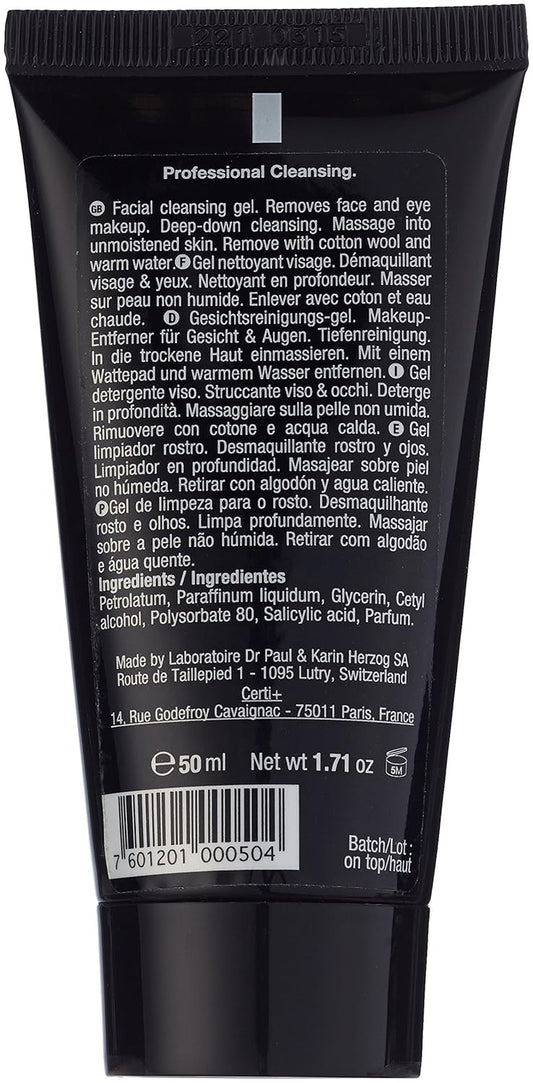 221 0315
Professional Cleansing.
GB Facial cleansing gel. Removes face and eye
makeup. Deep-down cleansing. Massage into
unmoistened skin. Remove with cotton wool and
warm water. F Gel nettoyant visage. Démaquillant
visage & yeux. Nettoyant en profondeur. Masser
sur peau non humide. Enlever avec coton et eau
chaude. D Gesichtsreinigungs-gel. Makeup-
Entferner für Gesicht & Augen. Tiefenreinigung.
In die trockene Haut einmassieren. Mit einem
Wattepad und warmem Wasser entfernen. I Gel
detergente viso. Struccante viso & occhi. Deterge
in profondità. Massaggiare sulla pelle non umida.
Rimuovere con cotone e acqua calda. E Gel
limpiador rostro. Desmaquillante rostro y ojos.
Limpiador en profundidad. Masajear sobre piel
no húmeda. Retirar con algodón y agua caliente.
P Gel de limpeza para o rosto. Desmaquilhante
rosto e olhos. Limpa profundamente. Massajar
sobre a pele não húmida. Retirar com algodão
e água quente.
Ingredients / Ingredientes
Petrolatum, Paraffinum liquidum, Glycerin, Cetyl
alcohol, Polysorbate 80, Salicylic acid, Parfum.
Made by Laboratoire Dr Paul & Karin Herzog SA
Route de Taillepied 1 - 1095 Lutry, Switzerland
Certi+
14, Rue Godefroy Cavaignac - 75011 Paris, France
℮ 50 ml Net wt 1.71 oz 5M
7 601201 000504
Batch/Lot :
on top/haut